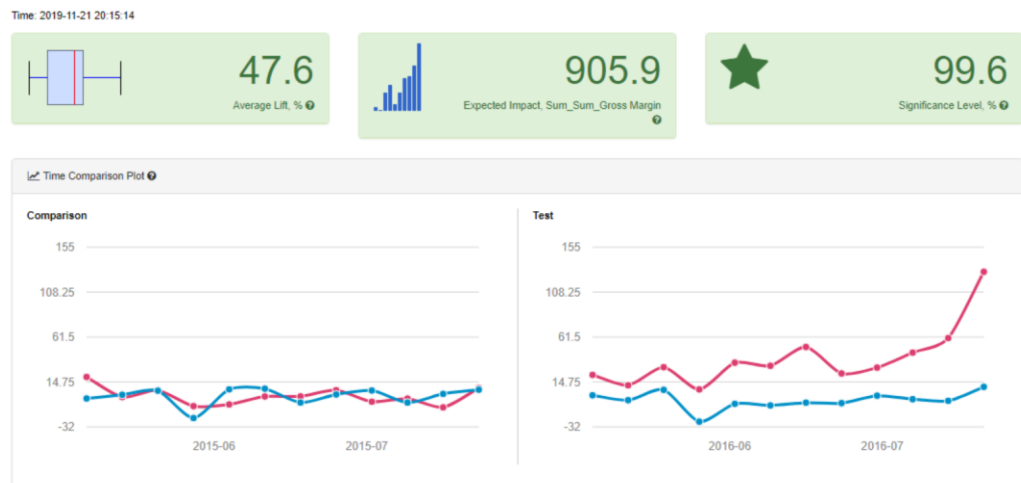 Time: 2019-11-21 20:15:14
47.6
Average Lift, %
905.9
Expected Impact, Sum_Sum_Gross Margin
99.6
Significance Level, %
Time Comparison Plot
Comparison
155
108.25
61.5
14.75
-32
2015-06
2015-07
Test
155
108.25
61.5
14.75
-32
2016-06
2016-07